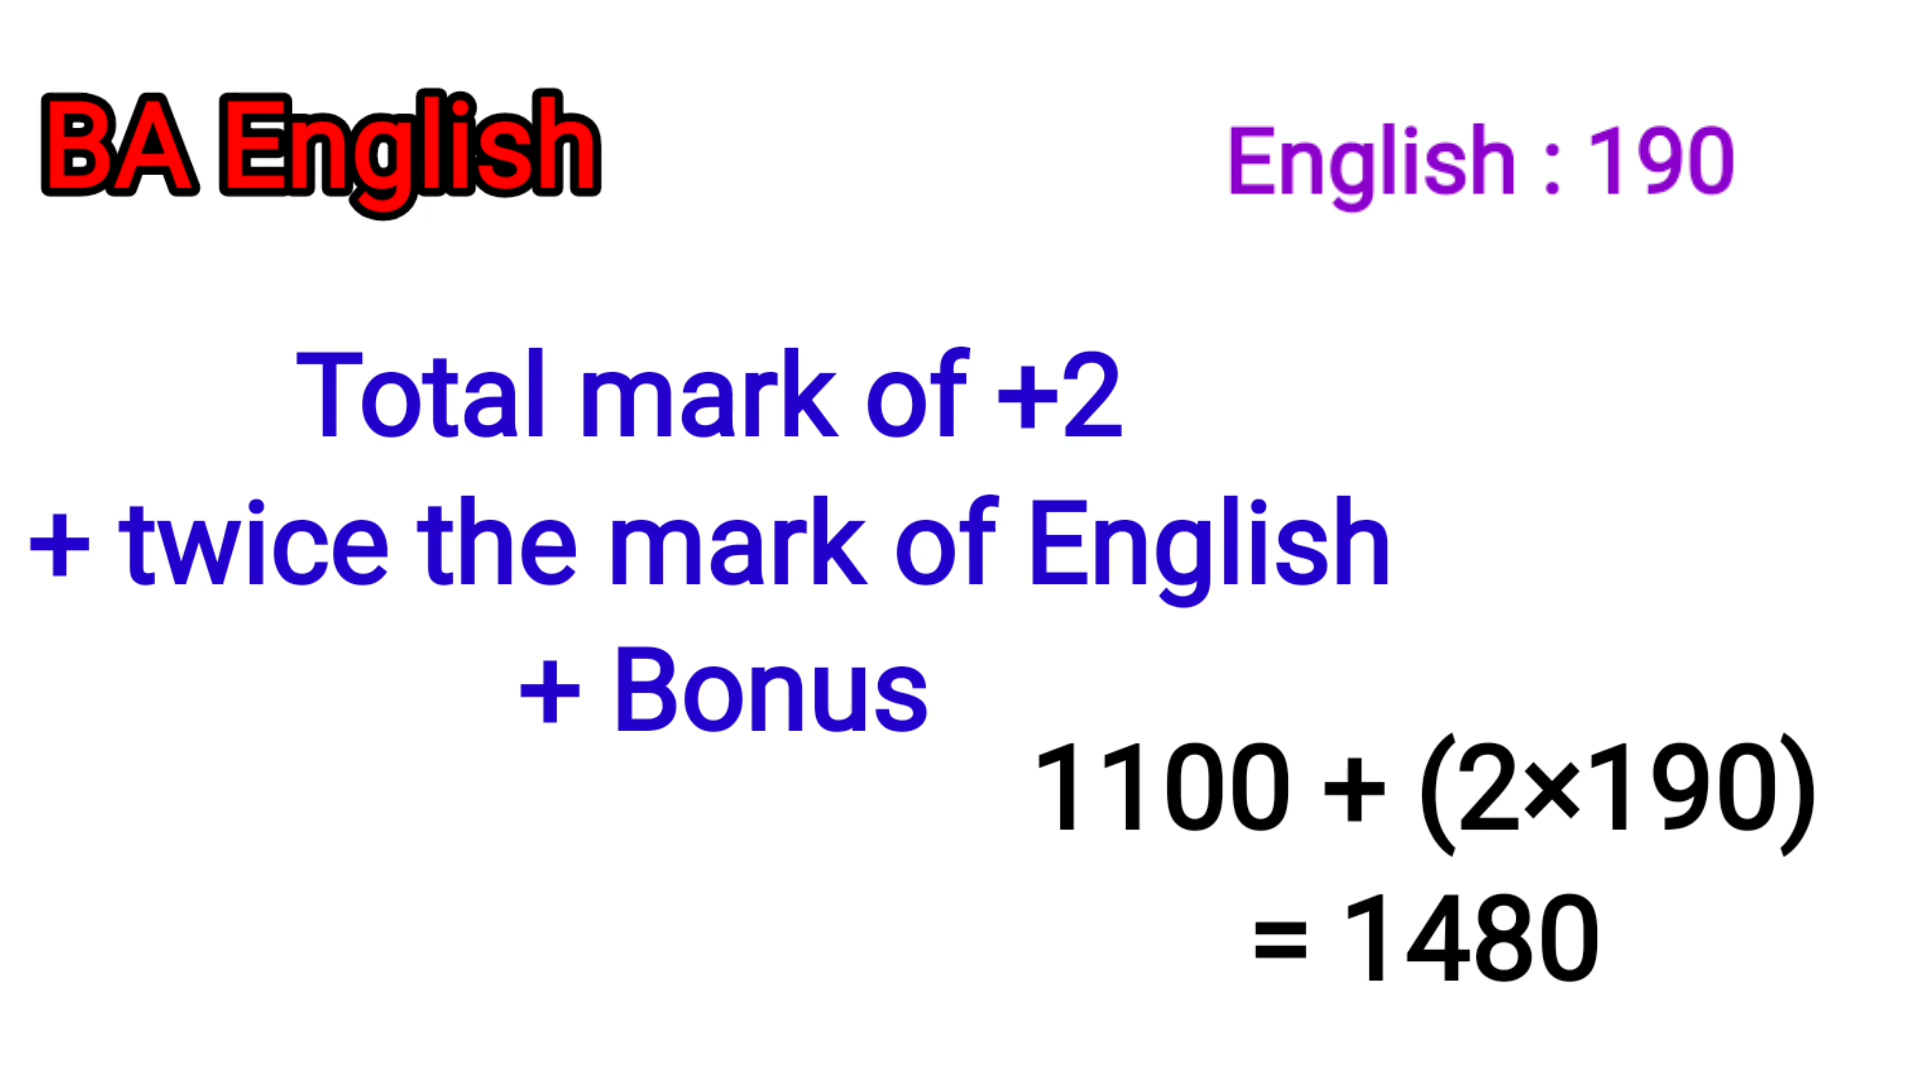 BA English
English : 190
Total mark of +2
+ twice the mark of English
+ Bonus
1100 + (2×190)
= 1480